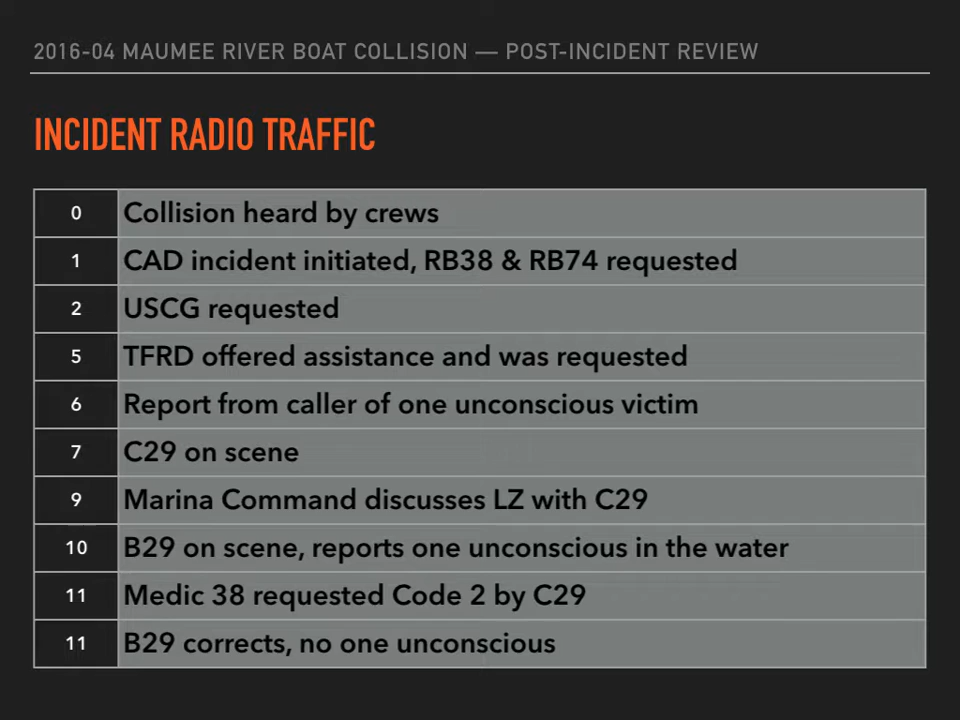 2016-04 MAUMEE RIVER BOAT COLLISION — POST-INCIDENT REVIEW
INCIDENT RADIO TRAFFIC
0 Collision heard by crews
1 CAD incident initiated, RB38 & RB74 requested
2 USCG requested
5 TFRD offered assistance and was requested
6 Report from caller of one unconscious victim
7 C29 on scene
9 Marina Command discusses LZ with C29
10 B29 on scene, reports one unconscious in the water
11 Medic 38 requested Code 2 by C29
11 B29 corrects, no one unconscious